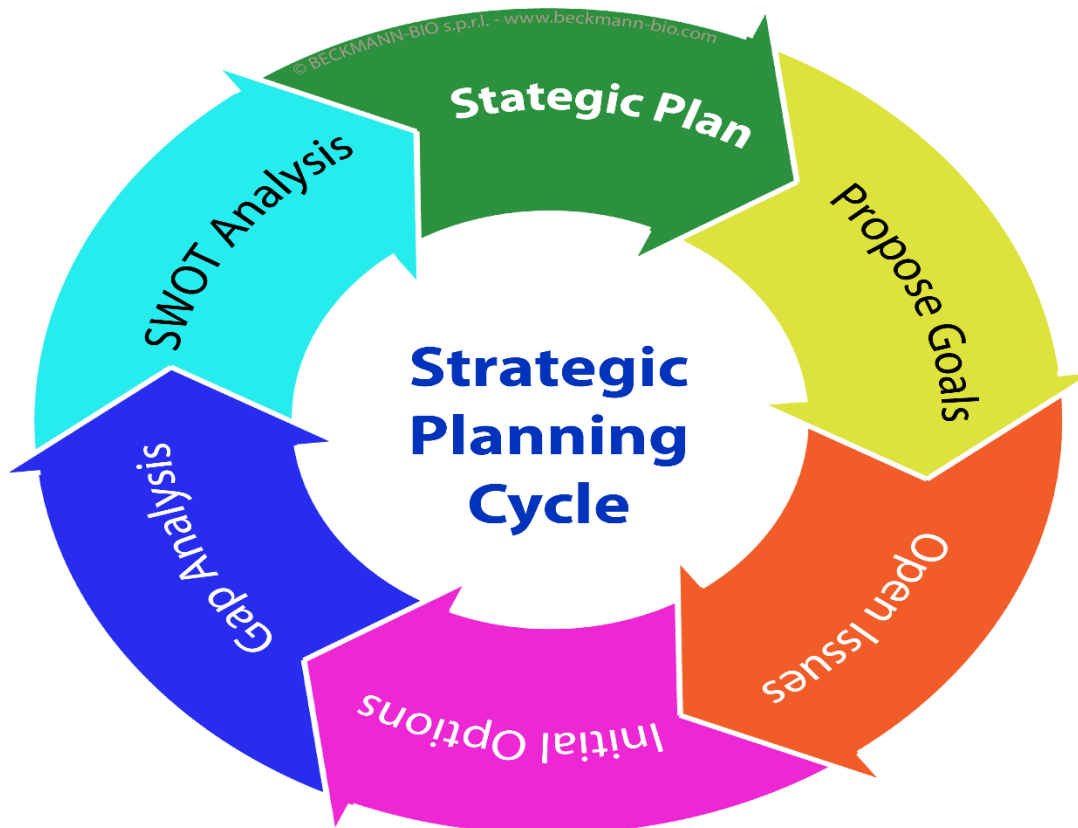 © BECKMANN-BIO s.p.r.l. - www.beckmann-bio.com
Stategic Plan
Propose Goals
Open Issues
Initial Options
Gap Analysis
SWOT Analysis
Strategic
Planning
Cycle